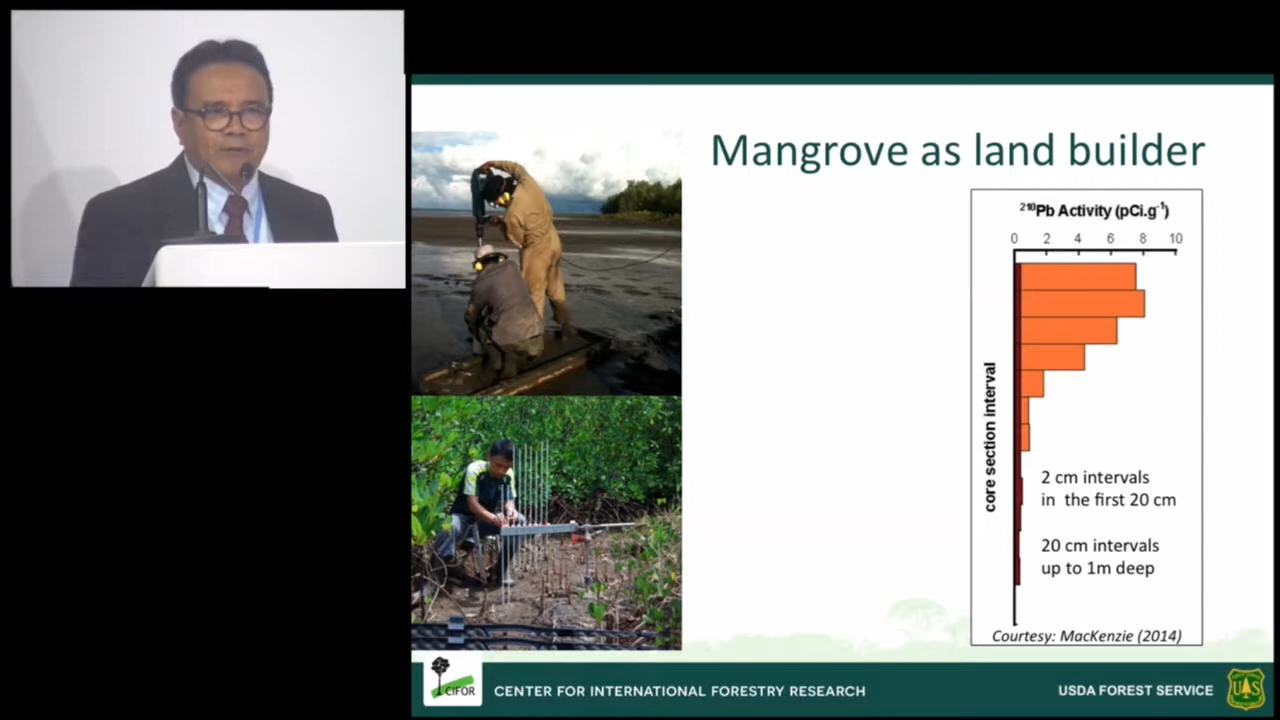 Mangrove as land builder
²¹⁰Pb Activity (pCi.g⁻¹)
0 2 4 6 8 10
core section interval
2 cm intervals
in the first 20 cm
20 cm intervals
up to 1m deep
Courtesy: MacKenzie (2014)
CIFOR
CENTER FOR INTERNATIONAL FORESTRY RESEARCH
USDA FOREST SERVICE
UAS